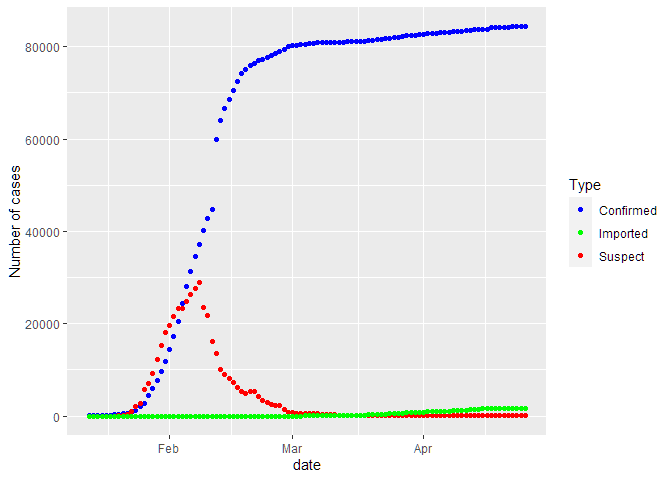 80000
60000
40000
20000
0
Number of cases
Feb
Mar
Apr
date
Type
Confirmed
Imported
Suspect